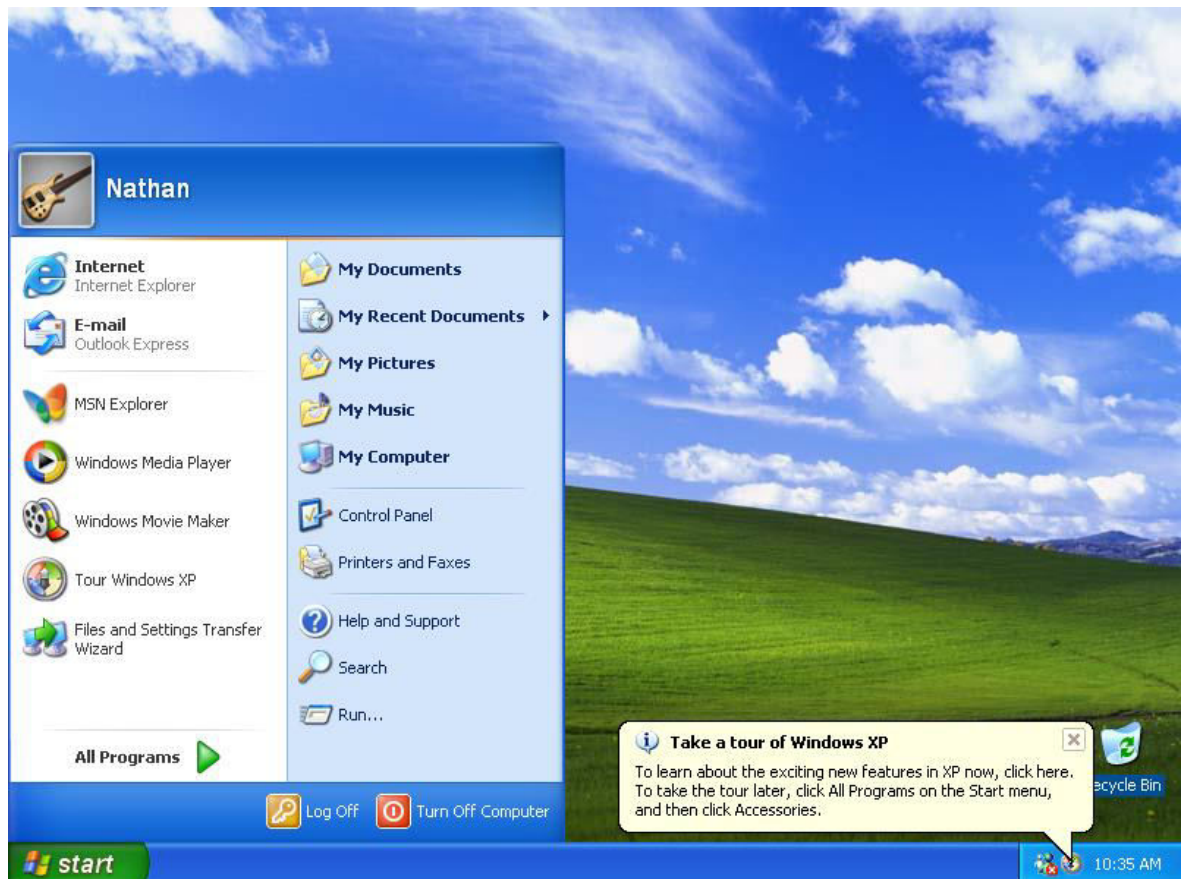 Nathan
Internet
Internet Explorer
E-mail
Outlook Express
MSN Explorer
Windows Media Player
Windows Movie Maker
Tour Windows XP
Files and Settings Transfer
Wizard
All Programs
My Documents
My Recent Documents
My Pictures
My Music
My Computer
Control Panel
Printers and Faxes
Help and Support
Search
Run...
Log Off
Turn Off Computer
Take a tour of Windows XP
To learn about the exciting new features in XP now, click here.
To take the tour later, click All Programs on the Start menu,
and then click Accessories.
ecycle Bin
start
10:35 AM